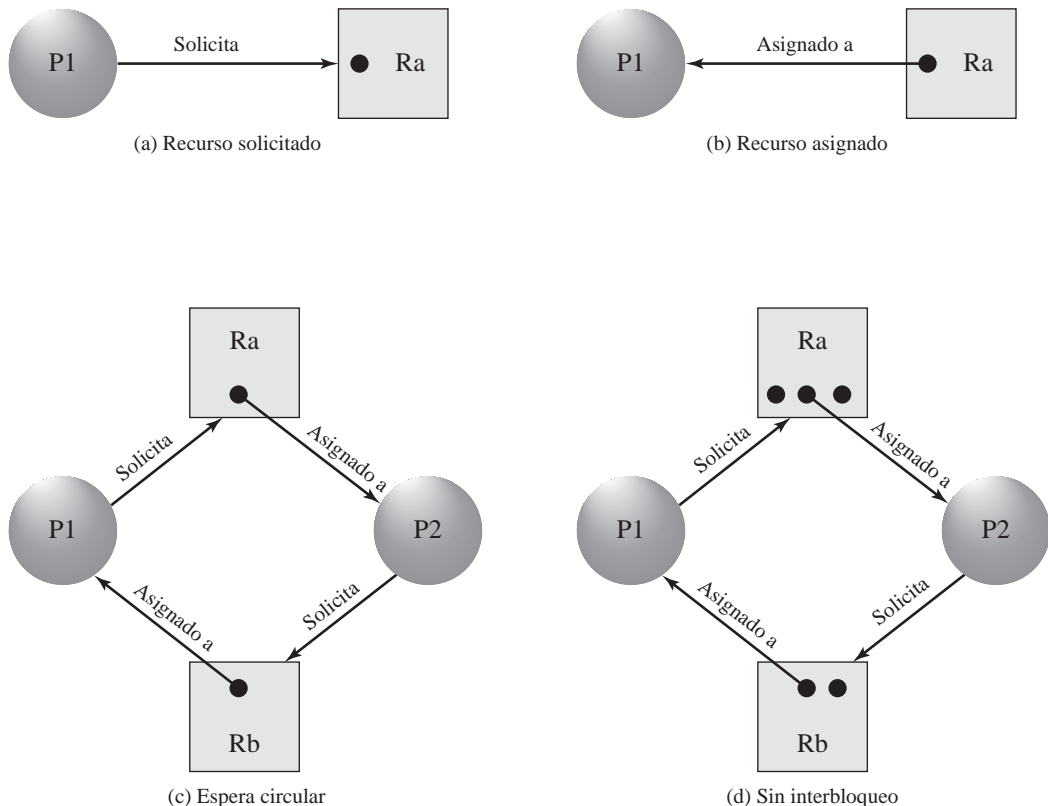 Solicita
P1
Ra
(a) Recurso solicitado
Asignado a
P1
Ra
(b) Recurso asignado
Ra
Solicita
Asignado a
P1
P2
Asignado a
Solicita
Rb
(c) Espera circular
Ra
Solicita
Asignado a
P1
P2
Asignado a
Solicita
Rb
(d) Sin interbloqueo